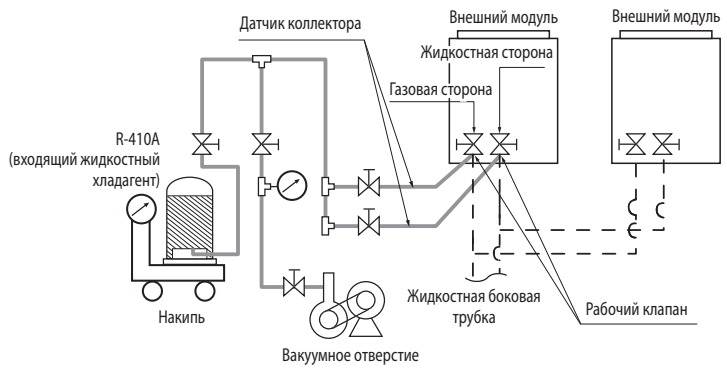 Внешний модуль
Внешний модуль
Датчик коллектора
Жидкостная сторона
Газовая сторона
R-410A
(входящий жидкостный
хладагент)
Накипь
Жидкостная боковая
трубка
Рабочий клапан
Вакуумное отверстие